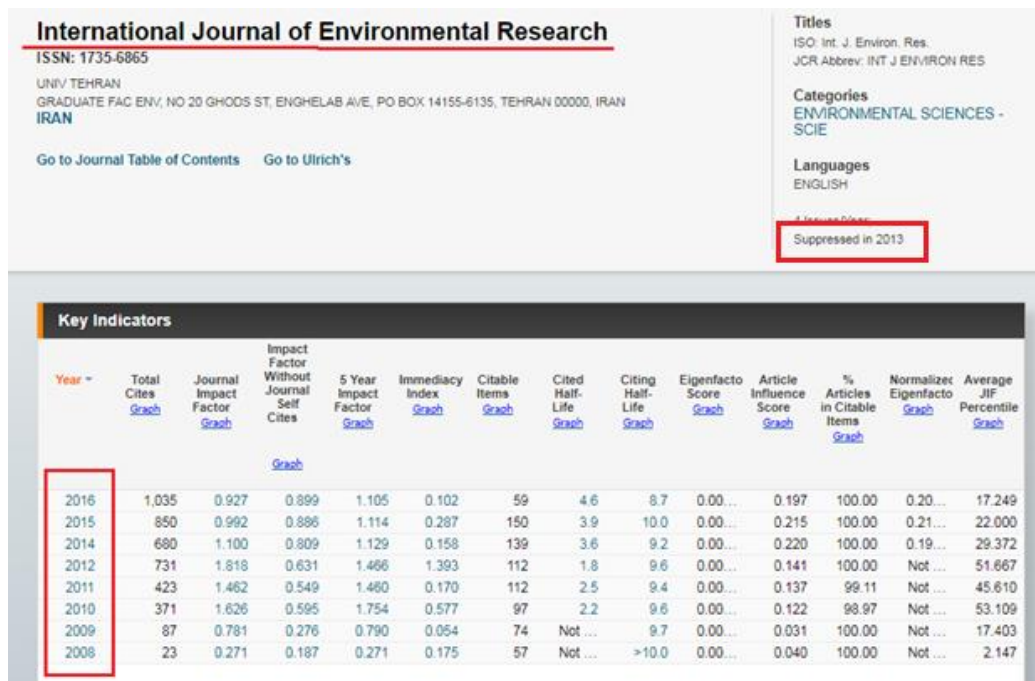 International Journal of Environmental Research
ISSN: 1735-6865
UNIV TEHRAN
GRADUATE FAC ENV, NO 20 GHODS ST, ENGHELAB AVE, PO BOX 14155-6135, TEHRAN 00000, IRAN
IRAN
Go to Journal Table of Contents Go to Ulrich's
Titles
ISO: Int. J. Environ. Res.
JCR Abbrev: INT J ENVIRON RES
Categories
ENVIRONMENTAL SCIENCES -
SCIE
Languages
ENGLISH
4 Issues/Year;
Suppressed in 2013
Key Indicators
Year Total Cites Graph Journal Impact Factor Graph Impact Factor Without Journal Self Cites Graph 5 Year Impact Factor Graph Immediacy Index Graph Citable Items Graph Cited Half-Life Graph Citing Half-Life Graph Eigenfacto Score Graph Article Influence Score Graph % Articles in Citable Items Graph Normalized Eigenfacto Graph Average JIF Percentile Graph
2016 1,035 0.927 0.899 1.105 0.102 59 4.6 8.7 0.00... 0.197 100.00 0.20... 17.249
2015 850 0.992 0.886 1.114 0.287 150 3.9 10.0 0.00... 0.215 100.00 0.21... 22.000
2014 680 1.100 0.809 1.129 0.158 139 3.6 9.2 0.00... 0.220 100.00 0.19... 29.372
2012 731 1.818 0.631 1.466 1.393 112 1.8 9.6 0.00... 0.141 100.00 Not ... 51.667
2011 423 1.462 0.549 1.460 0.170 112 2.5 9.4 0.00... 0.137 99.11 Not ... 45.610
2010 371 1.626 0.595 1.754 0.577 97 2.2 9.6 0.00... 0.122 98.97 Not ... 53.109
2009 87 0.781 0.276 0.790 0.054 74 Not ... 9.7 0.00... 0.031 100.00 Not ... 17.403
2008 23 0.271 0.187 0.271 0.175 57 Not ... >10.0 0.00... 0.040 100.00 Not ... 2.147